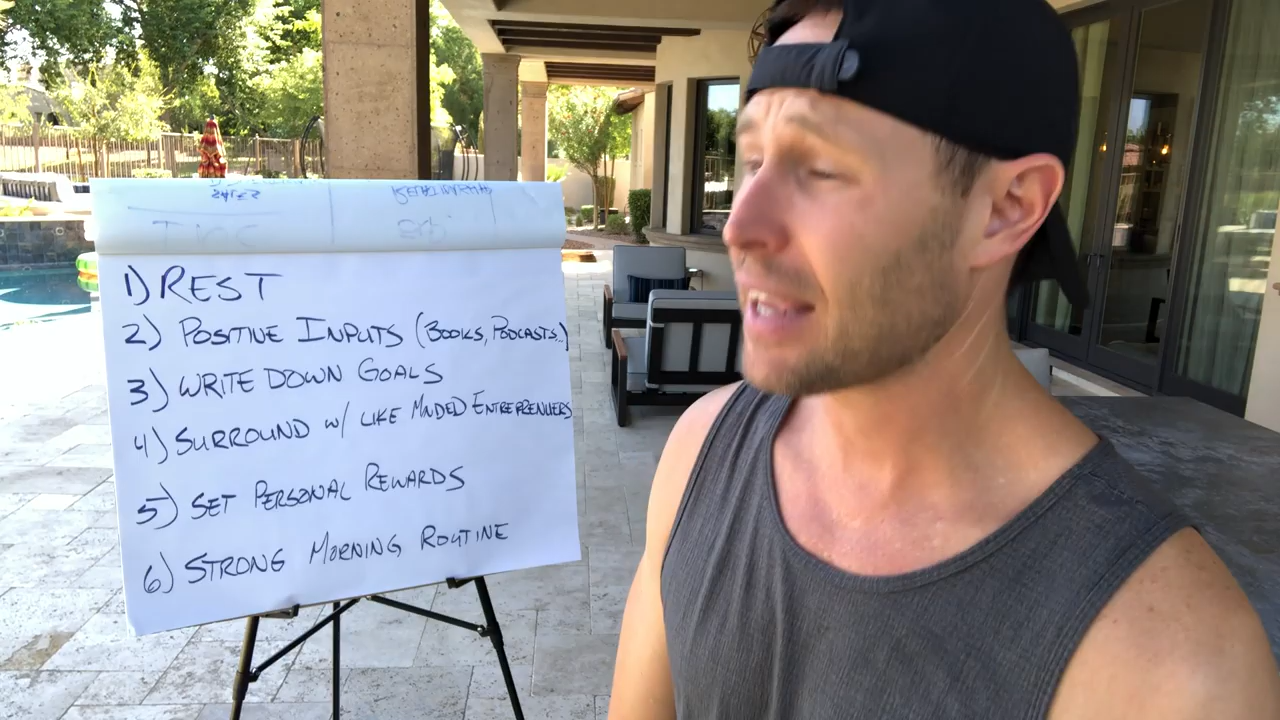 1) REST
2) POSITIVE INPUTS (BOOKS, PODCASTS..)
3) WRITE DOWN GOALS
4) SURROUND W/ LIKE MINDED ENTREPRENUERS
5) SET PERSONAL REWARDS
6) STRONG MORNING ROUTINE